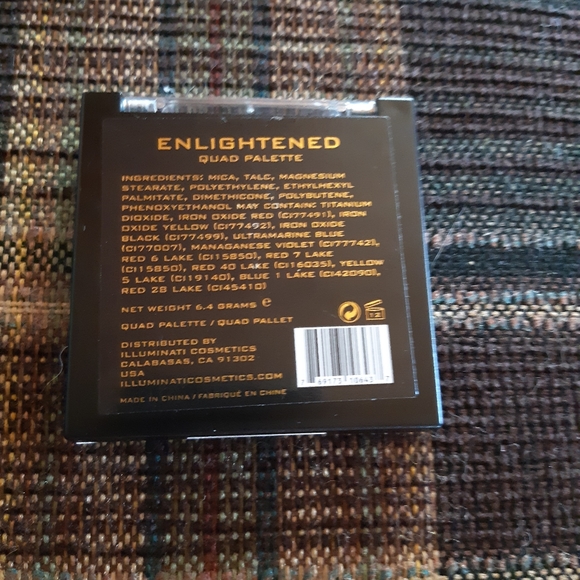 ENLIGHTENED
QUAD PALETTE
INGREDIENTS: MICA, TALC, MAGNESIUM
STEARATE, POLYETHYLENE, ETHYLHEXYL
PALMITATE, DIMETHICONE, POLYBUTENE,
PHENOXYETHANOL MAY CONTAIN: TITANIUM
DIOXIDE, IRON OXIDE RED (CI77491), IRON
OXIDE YELLOW (CI77492), IRON OXIDE
BLACK (CI77499), ULTRAMARINE BLUE
(CI77007), MANAGANESE VIOLET (CI77742),
RED 6 LAKE (CI15850), RED 7 LAKE
(CI15850), RED 40 LAKE (CI16035), YELLOW
5 LAKE (CI19140), BLUE 1 LAKE (CI42090),
RED 28 LAKE (CI45410)
NET WEIGHT 6.4 GRAMS e
QUAD PALETTE / QUAD PALLET
12
DISTRIBUTED BY
ILLUMINATI COSMETICS
CALABASAS, CA 91302
USA
ILLUMINATICOSMETICS.COM
MADE IN CHINA / FABRIQUÉ EN CHINE